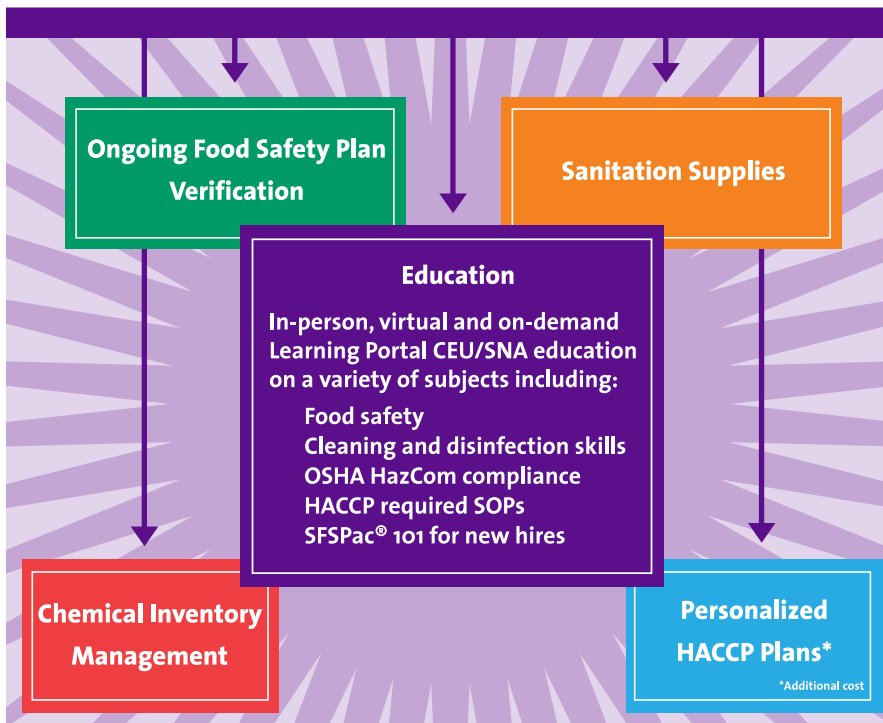 Ongoing Food Safety Plan
Verification
Sanitation Supplies
Education
In-person, virtual and on-demand
Learning Portal CEU/SNA education
on a variety of subjects including:
Food safety
Cleaning and disinfection skills
OSHA HazCom compliance
HACCP required SOPs
SFSPac® 101 for new hires
Chemical Inventory
Management
Personalized
HACCP Plans*
*Additional cost